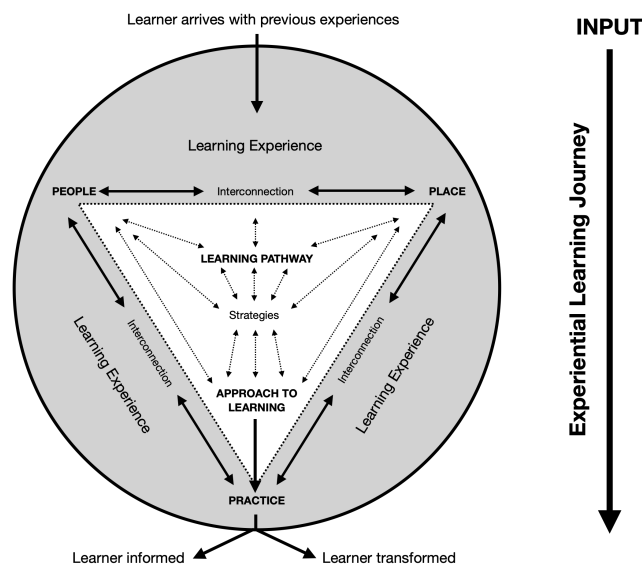 Learner arrives with previous experiences
INPUT
Learning Experience
PEOPLE
Interconnection
PLACE
LEARNING PATHWAY
Strategies
Interconnection
Interconnection
Learning Experience
Learning Experience
APPROACH TO
LEARNING
PRACTICE
Learner informed
Learner transformed
Experiential Learning Journey